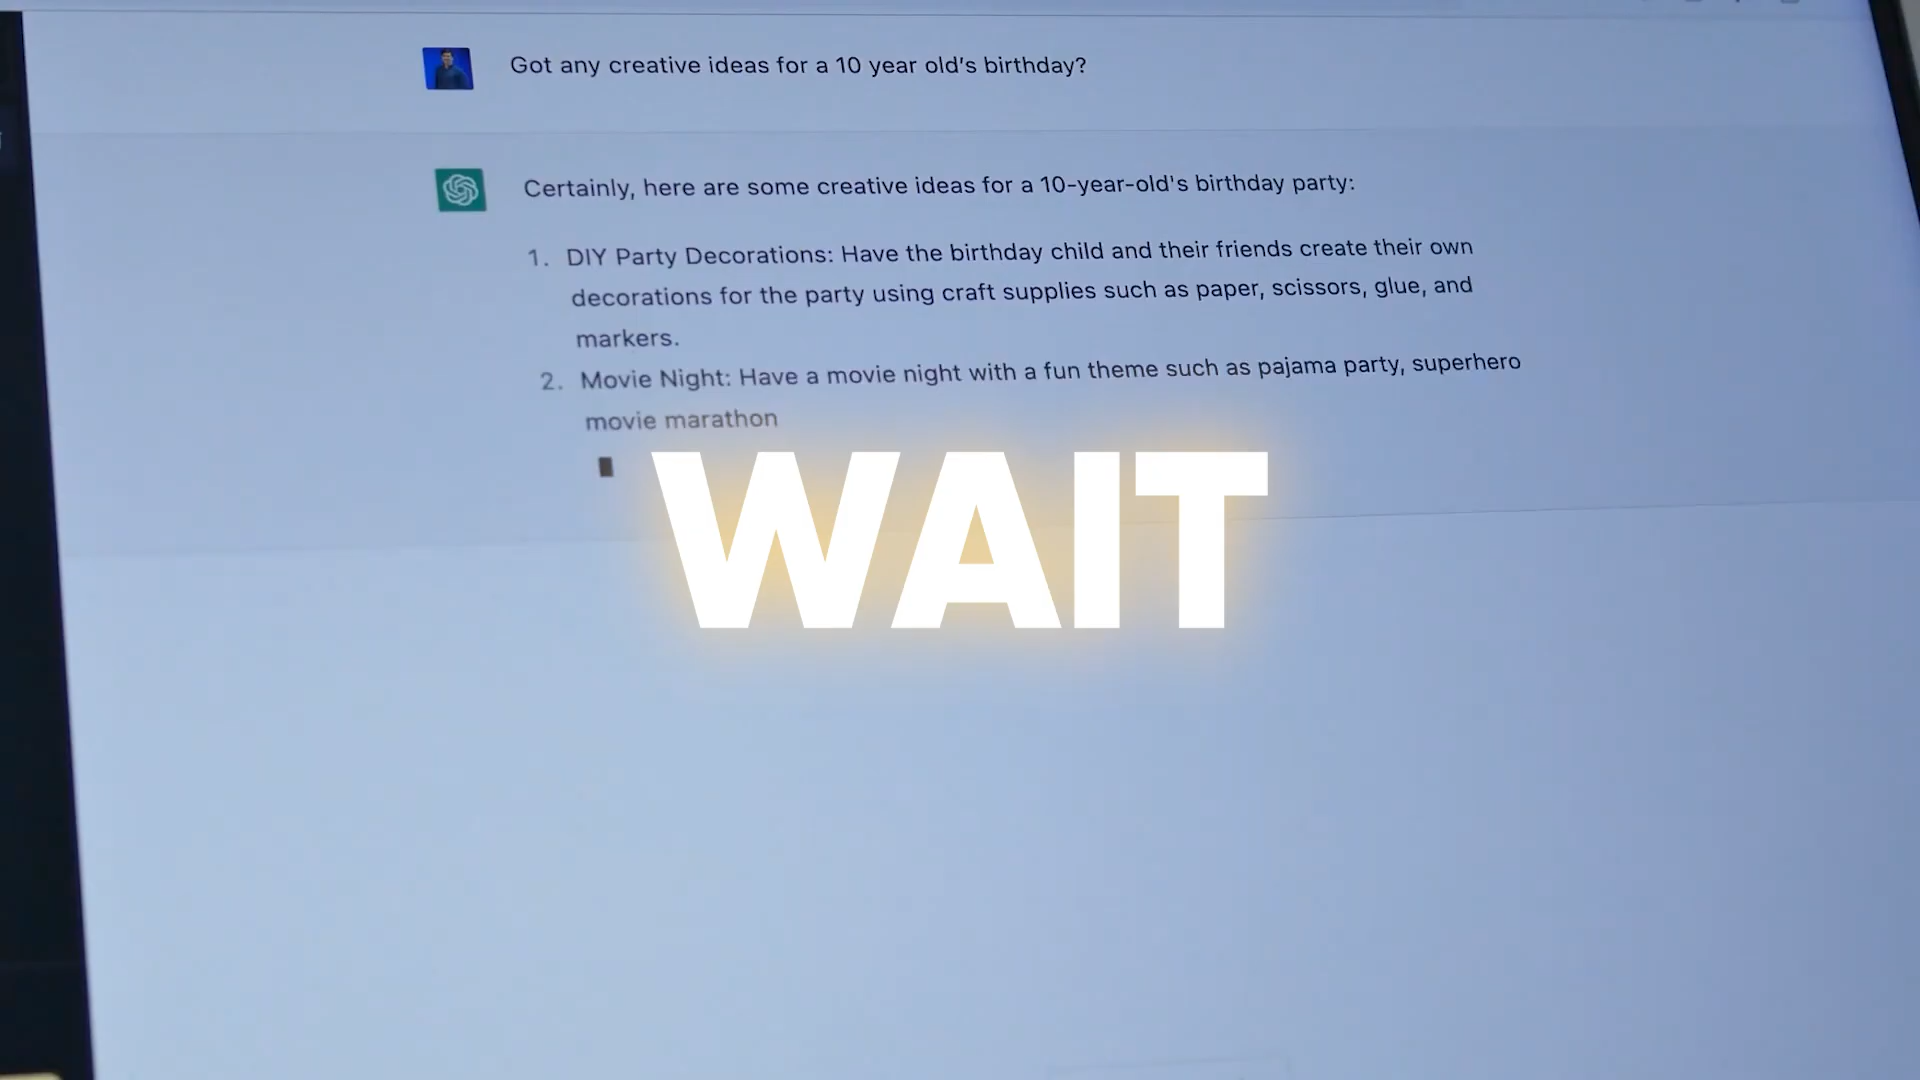 Got any creative ideas for a 10 year old's birthday?
Certainly, here are some creative ideas for a 10-year-old's birthday party:
1. DIY Party Decorations: Have the birthday child and their friends create their own
decorations for the party using craft supplies such as paper, scissors, glue, and
markers.
2. Movie Night: Have a movie night with a fun theme such as pajama party, superhero
movie marathon
WAIT